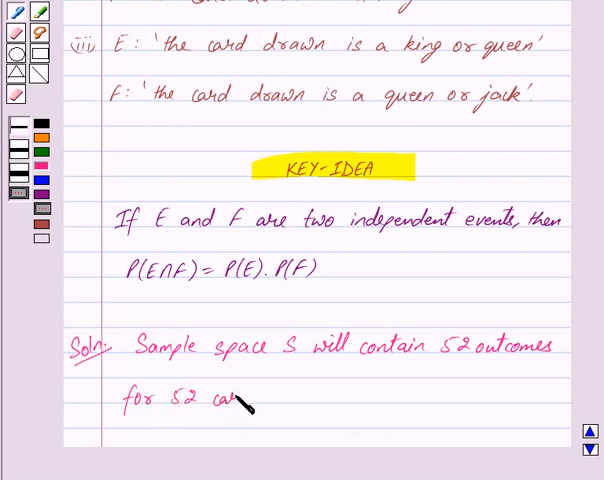 iii, E: 'the card drawn is a king or queen'
F: 'the card drawn is a queen or jack'.
KEY-IDEA
If E and F are two independent events, then
P(E∩F) = P(E). P(F)
Soln. Sample space S will contain 52 outcomes
for 52 car